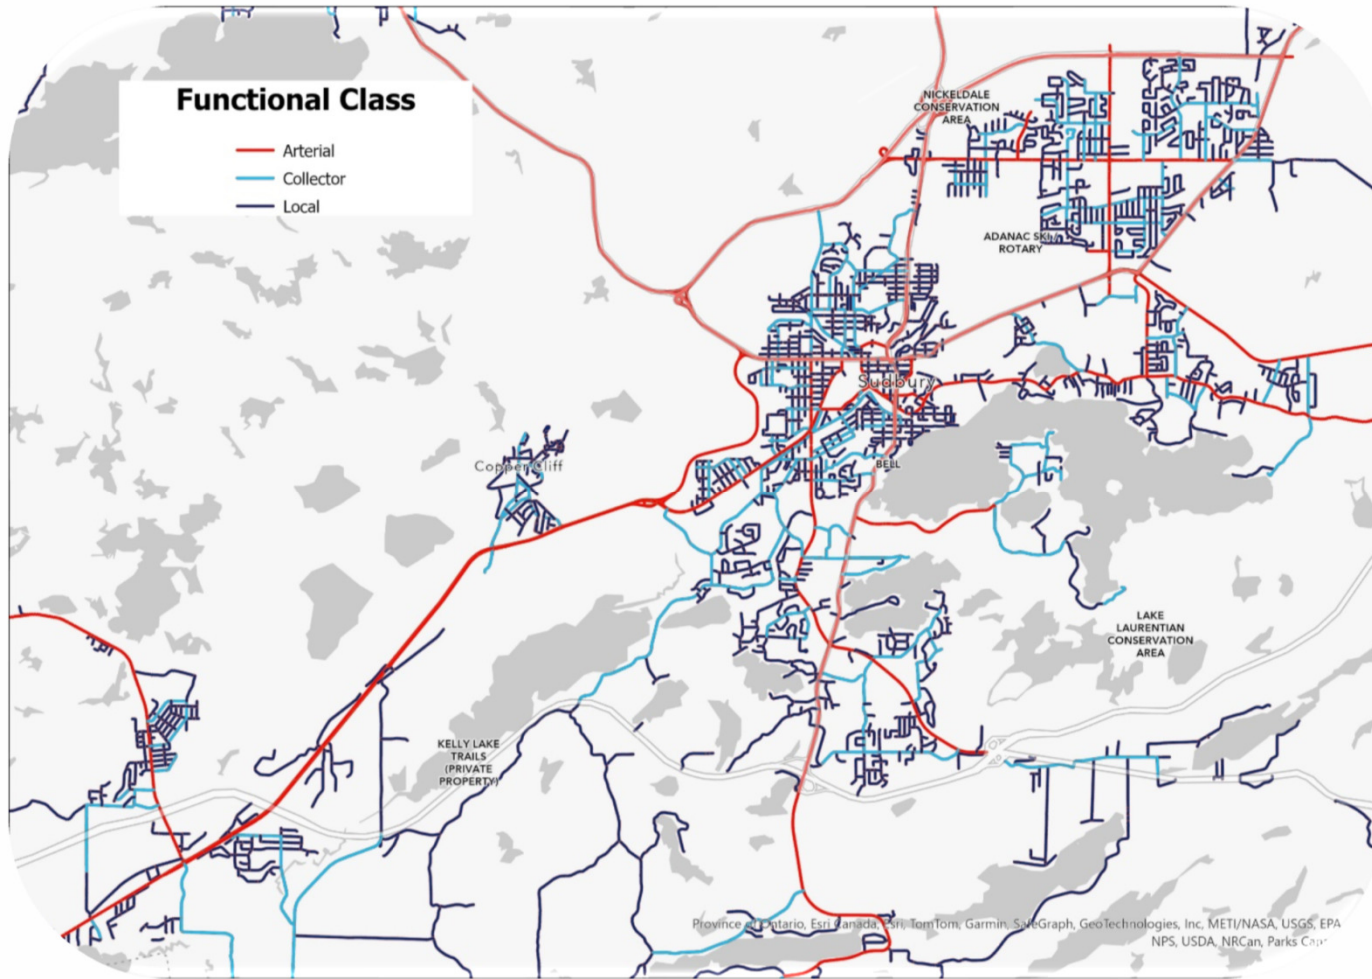 Functional Class
Arterial
Collector
Local
NICKELDALE
CONSERVATION
AREA
ADANAC SKI /
ROTARY
Sudbury
Copper Cliff
BELL
LAKE
LAURENTIAN
CONSERVATION
AREA
KELLY LAKE
TRAILS
(PRIVATE
PROPERTY)
Province of Ontario, Esri Canada, Esri, TomTom, Garmin, SafeGraph, GeoTechnologies, Inc, METI/NASA, USGS, EPA
NPS, USDA, NRCan, Parks